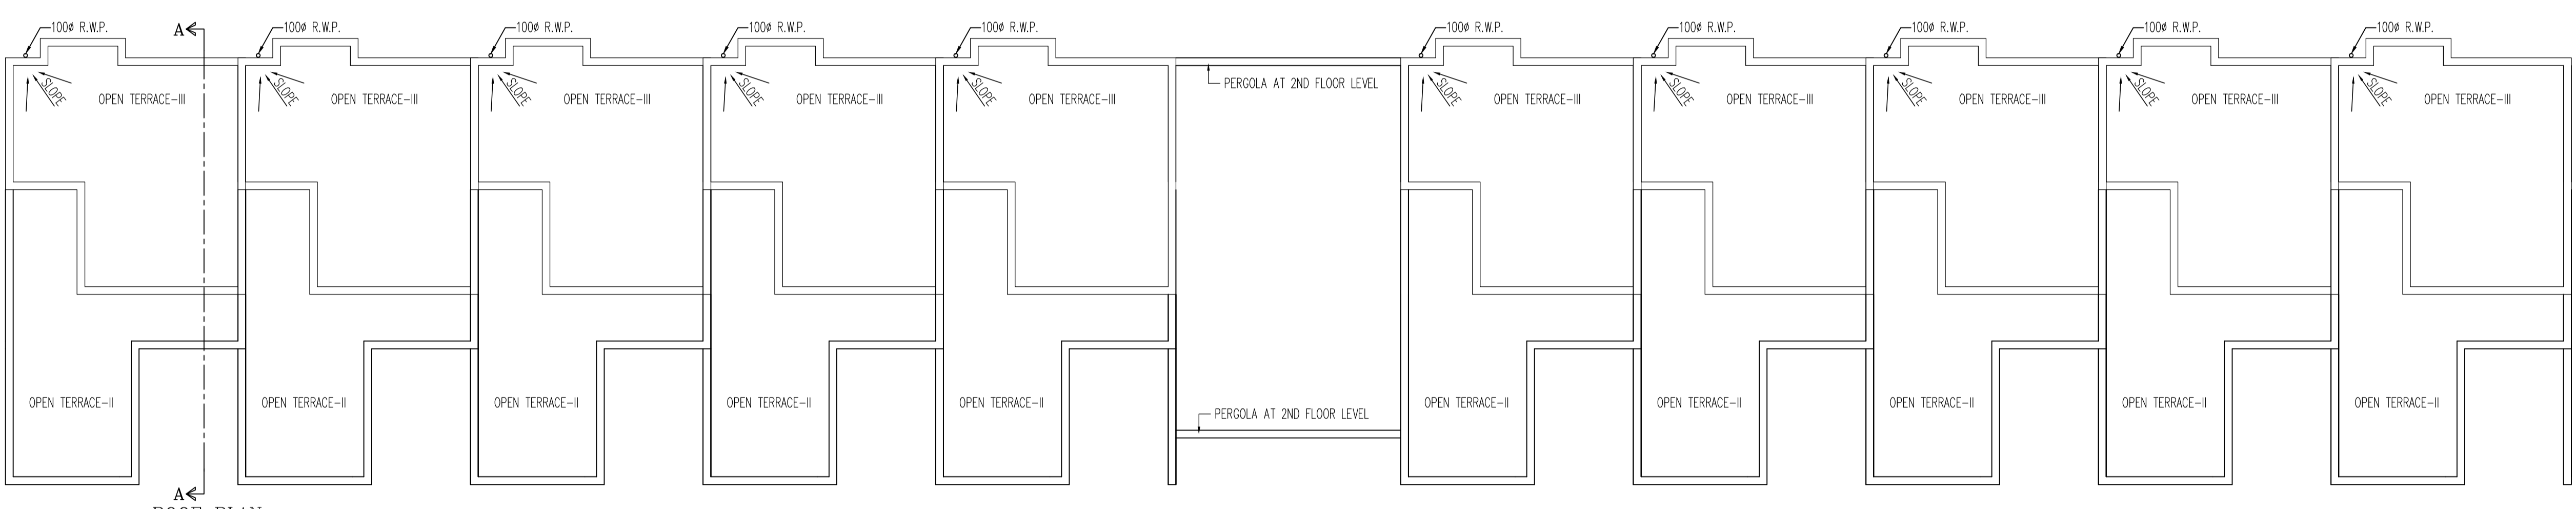 100ø R.W.P.
A
100ø R.W.P.
100ø R.W.P.
100ø R.W.P.
100ø R.W.P.
100ø R.W.P.
100ø R.W.P.
100ø R.W.P.
100ø R.W.P.
100ø R.W.P.
PERGOLA AT 2ND FLOOR LEVEL
SLOPE
OPEN TERRACE-III
SLOPE
OPEN TERRACE-III
SLOPE
OPEN TERRACE-III
SLOPE
OPEN TERRACE-III
SLOPE
OPEN TERRACE-III
SLOPE
OPEN TERRACE-III
SLOPE
OPEN TERRACE-III
SLOPE
OPEN TERRACE-III
SLOPE
OPEN TERRACE-III
SLOPE
OPEN TERRACE-III
OPEN TERRACE-II
OPEN TERRACE-II
OPEN TERRACE-II
OPEN TERRACE-II
OPEN TERRACE-II
OPEN TERRACE-II
OPEN TERRACE-II
OPEN TERRACE-II
OPEN TERRACE-II
OPEN TERRACE-II
PERGOLA AT 2ND FLOOR LEVEL
A
ROOF PLAN